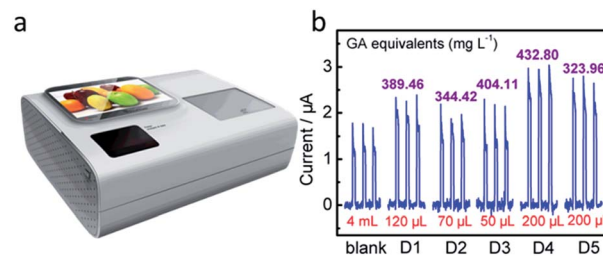 a
b
GA equivalents (mg L⁻¹)
432.80
389.46
404.11
344.42
323.96
Current / µA
3
2
1
0
4 mL 120 µL 70 µL 50 µL 200 µL 200 µL
blank D1 D2 D3 D4 D5